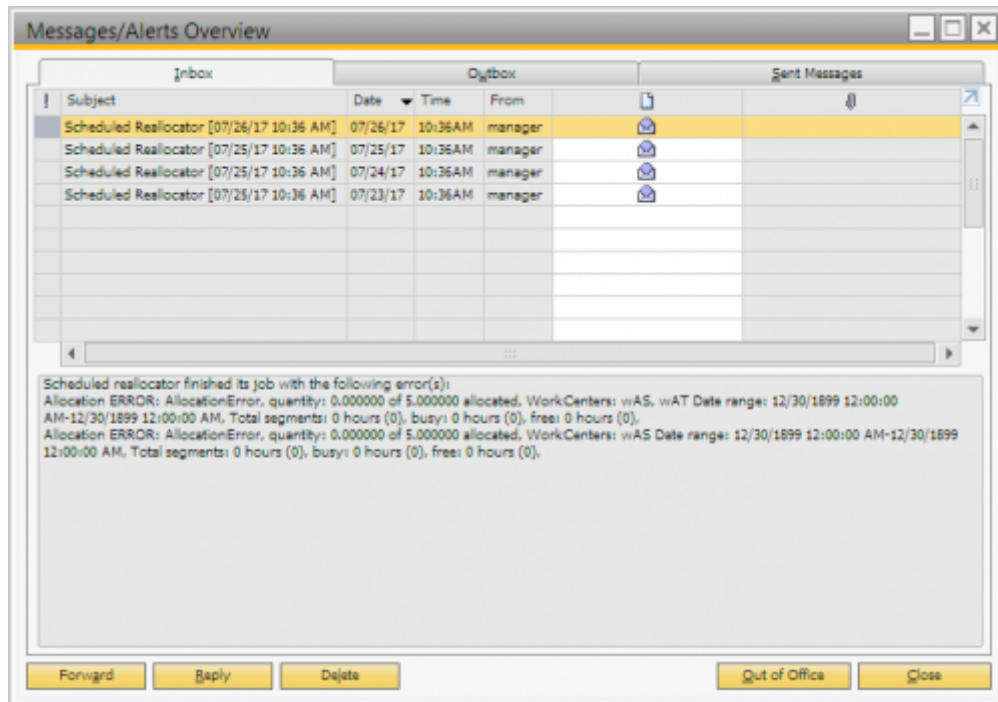 Messages/Alerts Overview
Inbox Outbox Sent Messages
! Subject Date Time From
Scheduled Reallocator [07/26/17 10:36 AM] 07/26/17 10:36AM manager
Scheduled Reallocator [07/25/17 10:36 AM] 07/25/17 10:36AM manager
Scheduled Reallocator [07/25/17 10:36 AM] 07/24/17 10:36AM manager
Scheduled Reallocator [07/25/17 10:36 AM] 07/23/17 10:36AM manager
Scheduled reallocator finished its job with the following error(s):
Allocation ERROR: AllocationError, quantity: 0.000000 of 5.000000 allocated, WorkCenters: wAS, wAT Date range: 12/30/1899 12:00:00
AM-12/30/1899 12:00:00 AM, Total segments: 0 hours (0), busy: 0 hours (0), free: 0 hours (0),
Allocation ERROR: AllocationError, quantity: 0.000000 of 5.000000 allocated, WorkCenters: wAS Date range: 12/30/1899 12:00:00 AM-12/30/1899
12:00:00 AM, Total segments: 0 hours (0), busy: 0 hours (0), free: 0 hours (0),
Forward Reply Delete Out of Office Close